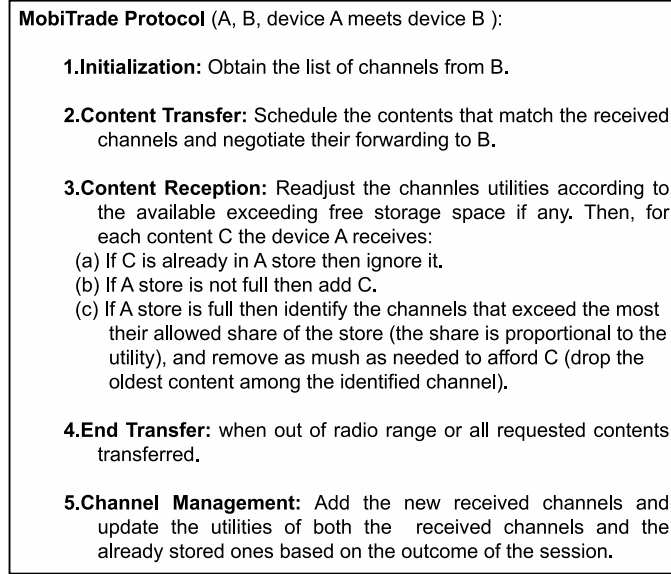 MobiTrade Protocol (A, B, device A meets device B ):
1.Initialization: Obtain the list of channels from B.
2.Content Transfer: Schedule the contents that match the received
channels and negotiate their forwarding to B.
3.Content Reception: Readjust the channles utilities according to
the available exceeding free storage space if any. Then, for
each content C the device A receives:
(a) If C is already in A store then ignore it.
(b) If A store is not full then add C.
(c) If A store is full then identify the channels that exceed the most
their allowed share of the store (the share is proportional to the
utility), and remove as mush as needed to afford C (drop the
oldest content among the identified channel).
4.End Transfer: when out of radio range or all requested contents
transferred.
5.Channel Management: Add the new received channels and
update the utilities of both the received channels and the
already stored ones based on the outcome of the session.